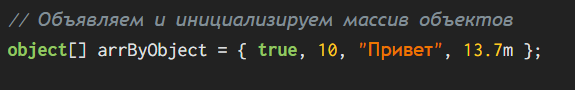 // Объявляем и инициализируем массив объектов
object[] arrByObject = { true, 10, "Привет", 13.7m };